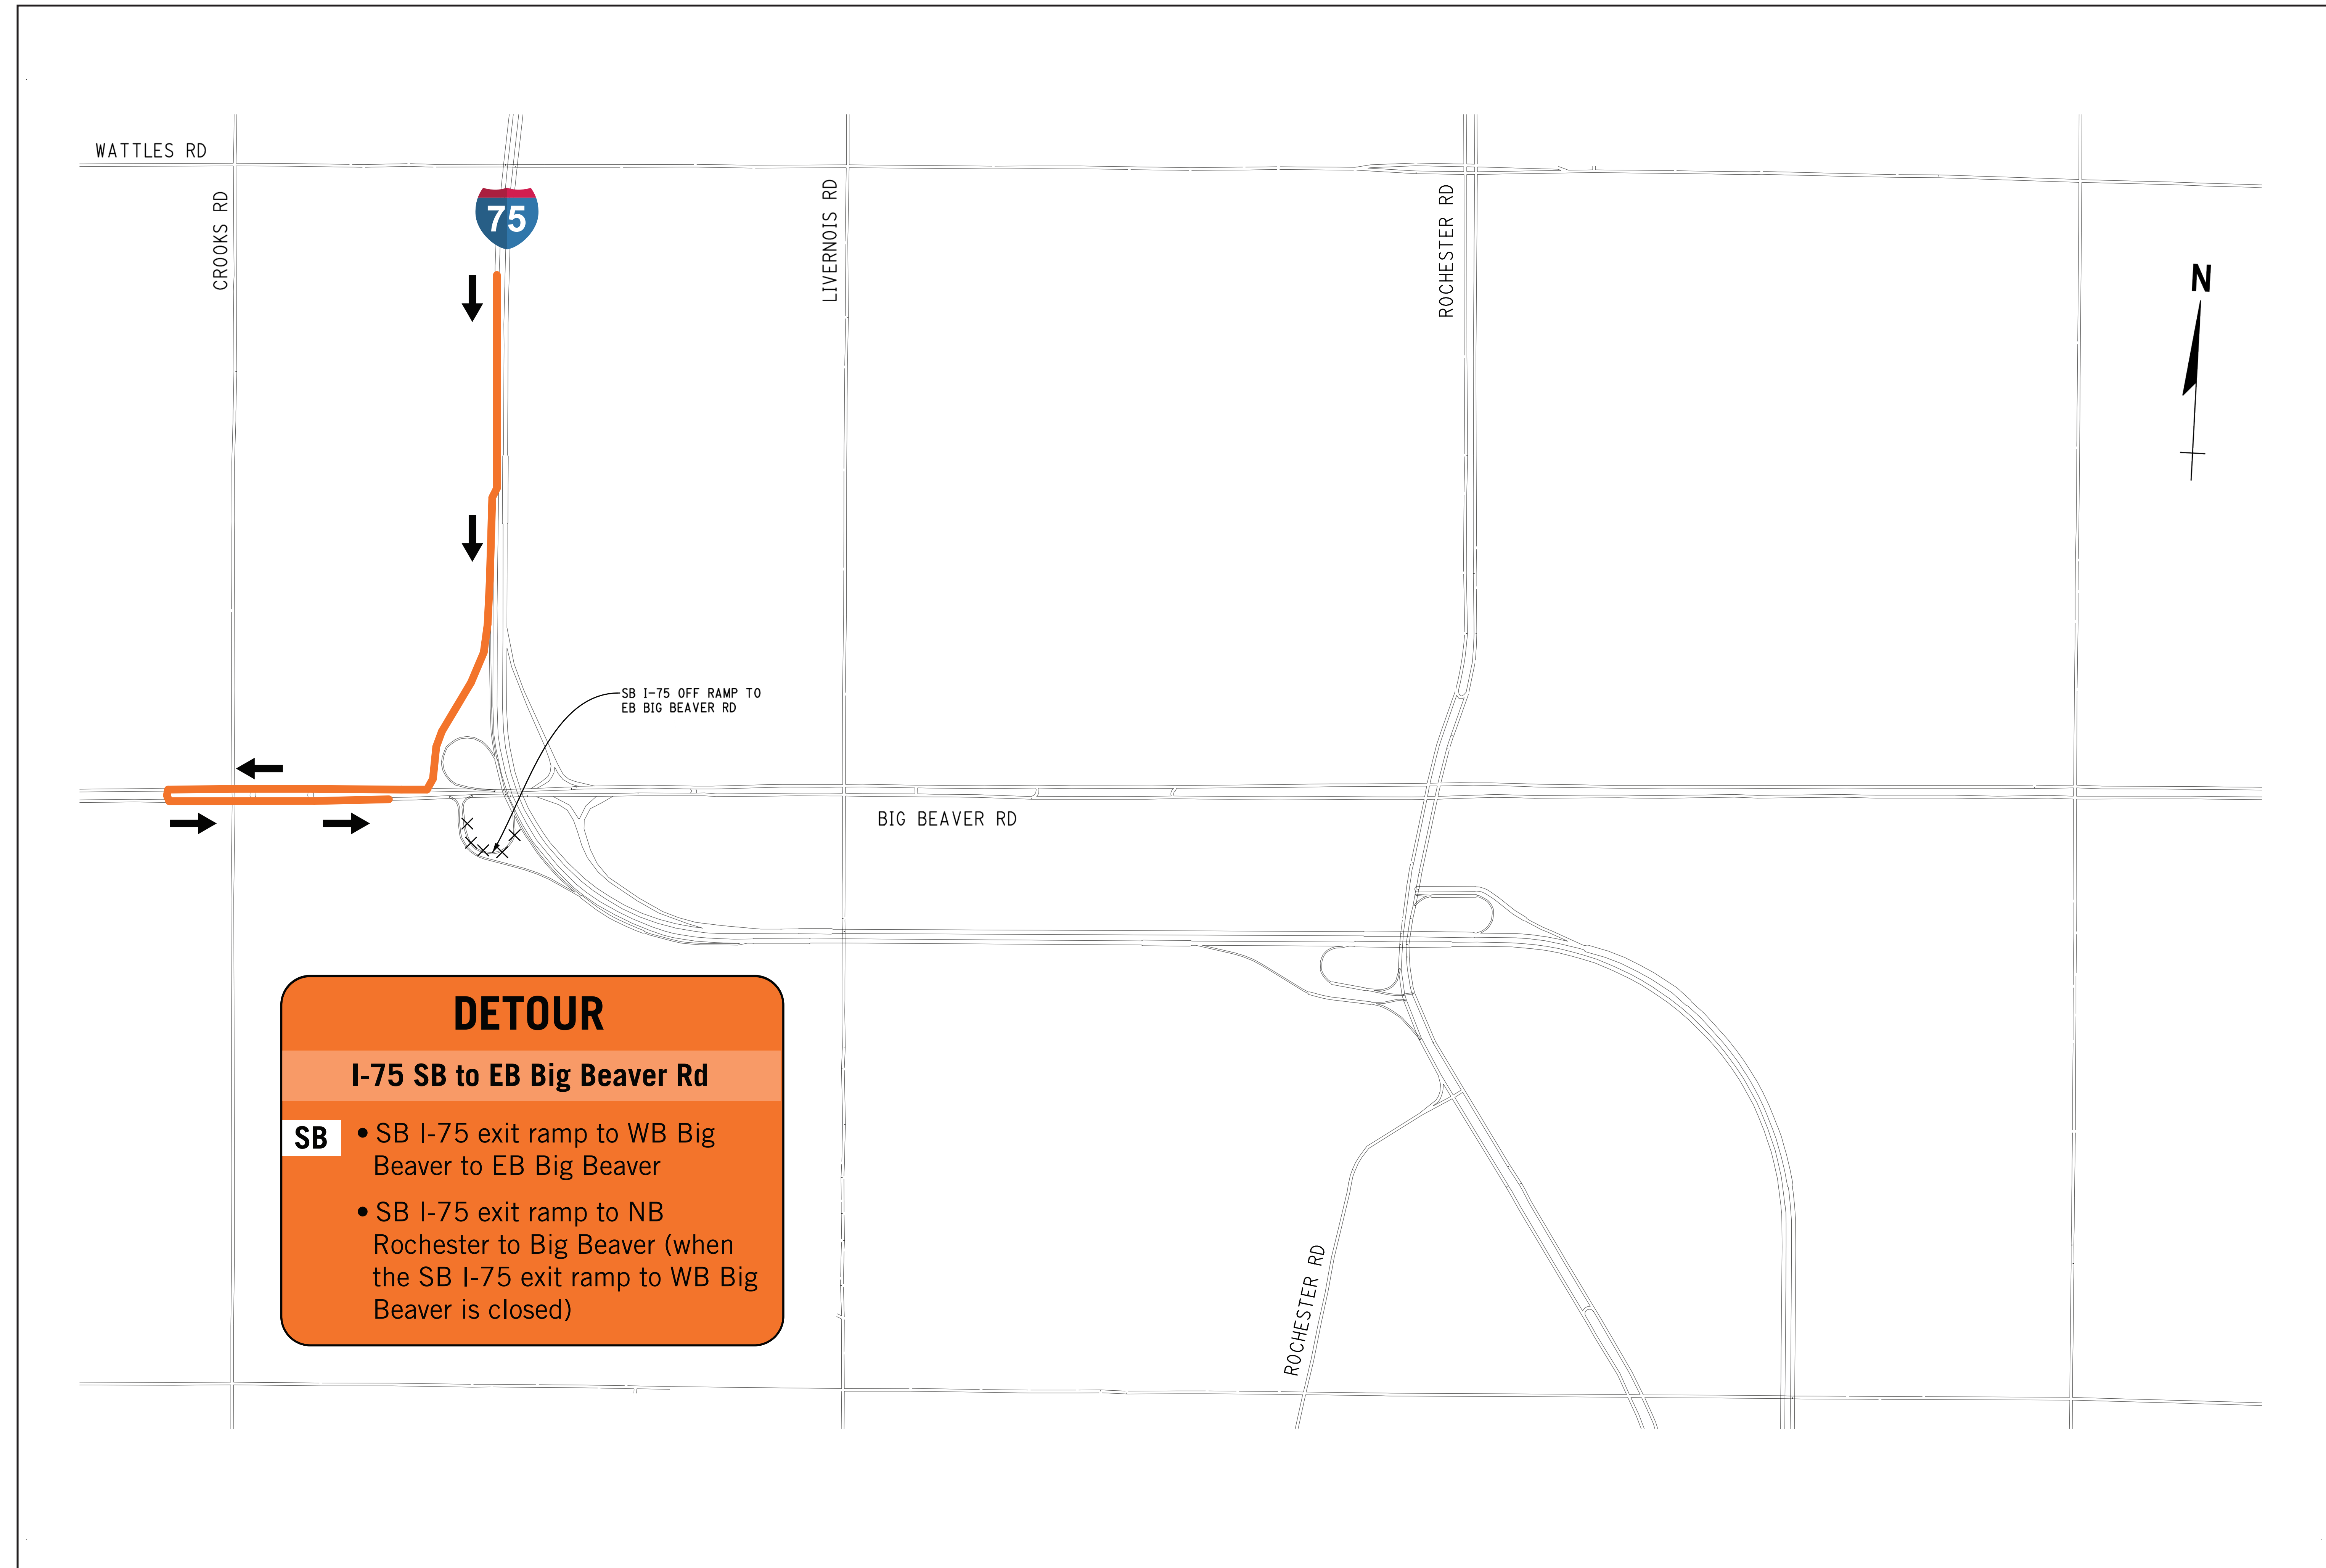 WATTLES RD
CROOKS RD
75
LIVERNOIS RD
ROCHESTER RD
N
SB I-75 OFF RAMP TO
EB BIG BEAVER RD
BIG BEAVER RD
DETOUR
I-75 SB to EB Big Beaver Rd
SB
• SB I-75 exit ramp to WB Big
Beaver to EB Big Beaver
• SB I-75 exit ramp to NB
Rochester to Big Beaver (when
the SB I-75 exit ramp to WB Big
Beaver is closed)
ROCHESTER RD